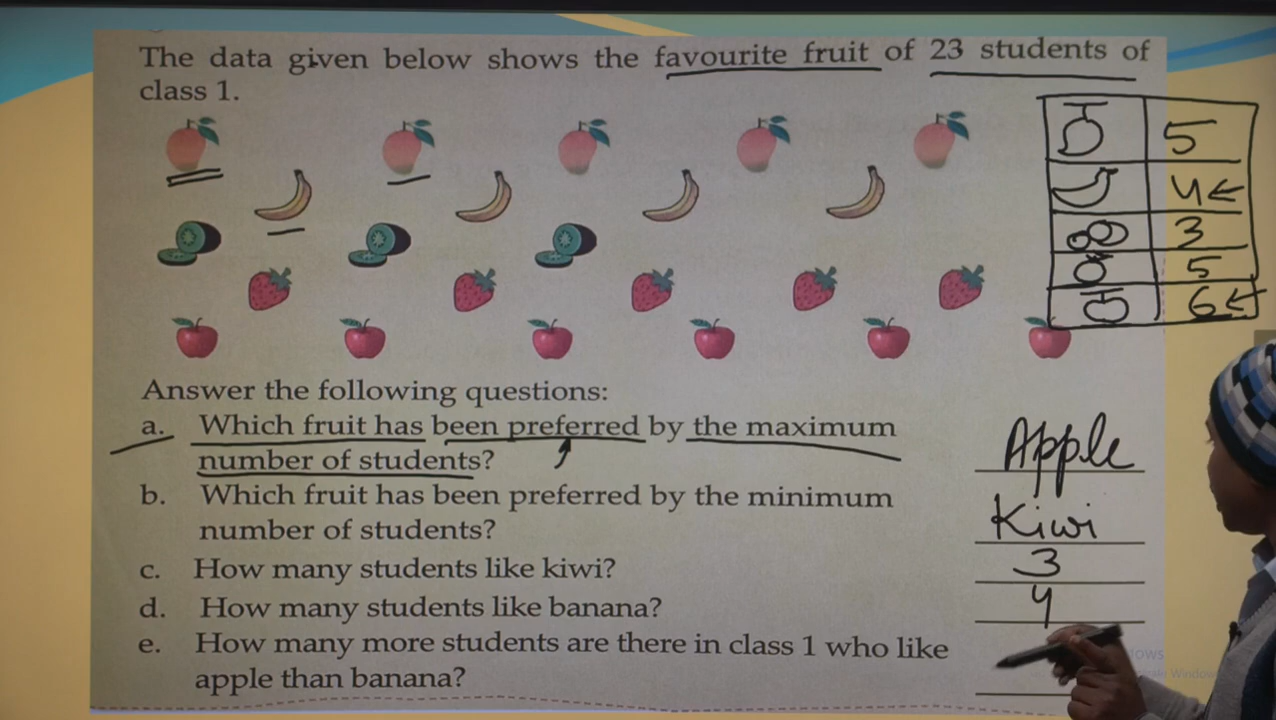 The data given below shows the favourite fruit of 23 students of
class 1.
5
4
3
5
6
Answer the following questions:
a. Which fruit has been preferred by the maximum
number of students?
Apple
b. Which fruit has been preferred by the minimum
number of students?
Kiwi
c. How many students like kiwi?
3
d. How many students like banana?
4
e. How many more students are there in class 1 who like
apple than banana?